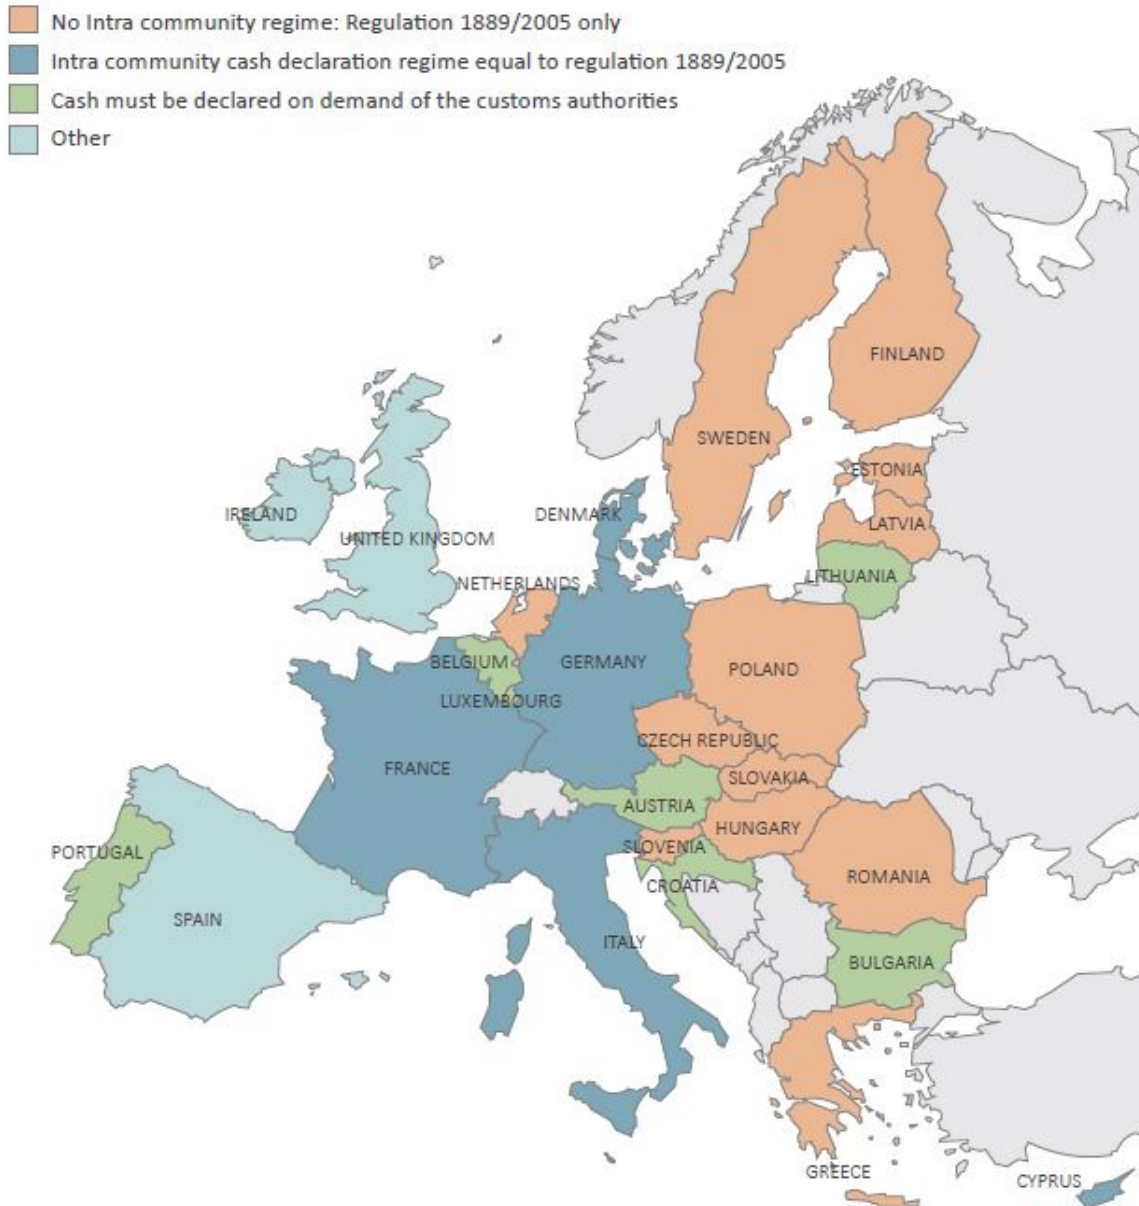 No Intra community regime: Regulation 1889/2005 only
Intra community cash declaration regime equal to regulation 1889/2005
Cash must be declared on demand of the customs authorities
Other
FINLAND
SWEDEN
ESTONIA
IRELAND
DENMARK
LATVIA
UNITED KINGDOM
LITHUANIA
NETHERLANDS
BELGIUM
GERMANY
POLAND
LUXEMBOURG
CZECH REPUBLIC
FRANCE
SLOVAKIA
AUSTRIA
HUNGARY
SLOVENIA
PORTUGAL
CROATIA
ROMANIA
SPAIN
ITALY
BULGARIA
GREECE
CYPRUS